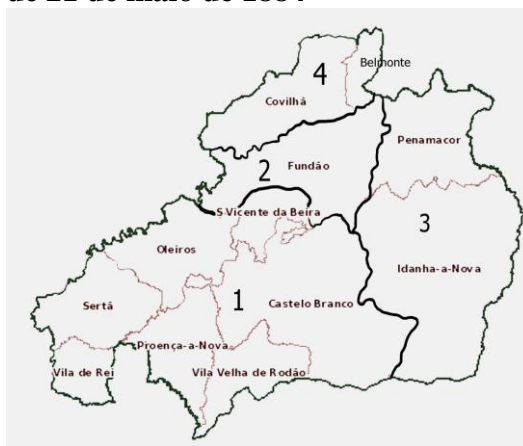 de 21 de maio de 1884
Belmonte
4
Covilhã
Penamacor
Fundão
2
S Vicente da Beira
3
Oleiros
Idanha-a-Nova
1
Castelo Branco
Sertã
Proença-a-Nova
Vila de Rei
Vila Velha de Rodão